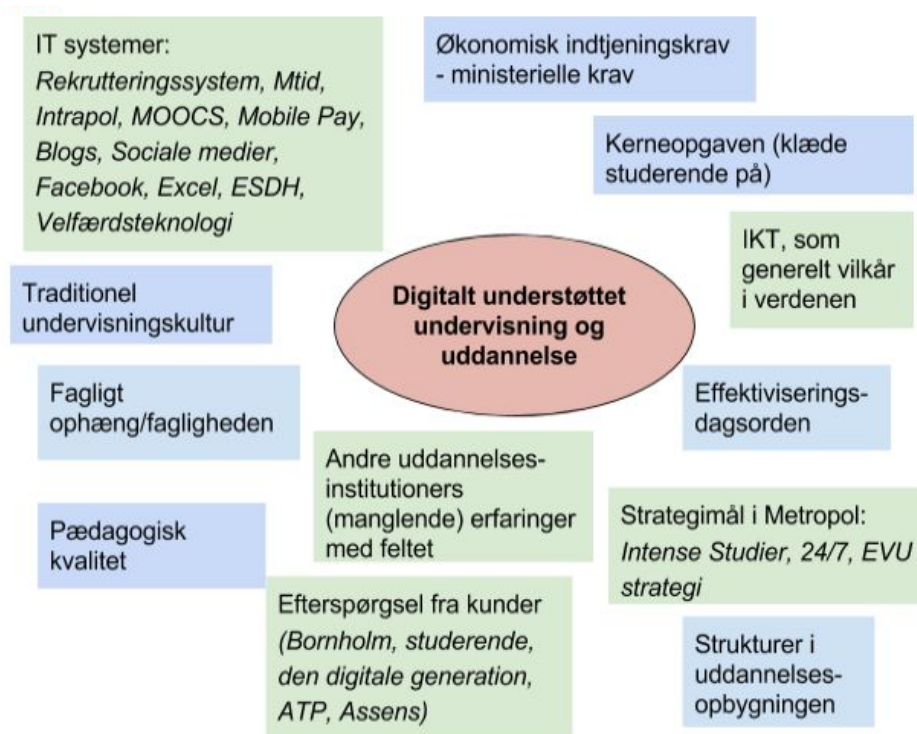 IT systemer:
Rekrutteringssystem, Mtid,
Intrapol, MOOCS, Mobile Pay,
Blogs, Sociale medier,
Facebook, Excel, ESDH,
Velfærdsteknologi
Økonomisk indtjeningskrav
- ministerielle krav
Kerneopgaven (klæde
studerende på)
IKT, som
generelt vilkår
i verdenen
Traditionel
undervisningskultur
Digitalt understøttet
undervisning og
uddannelse
Fagligt
ophæng/fagligheden
Effektiviserings-
dagsorden
Andre uddannelses-
institutioners
(manglende) erfaringer
med feltet
Pædagogisk
kvalitet
Strategimål i Metropol:
Intense Studier, 24/7, EVU
strategi
Efterspørgsel fra kunder
(Bornholm, studerende,
den digitale generation,
ATP, Assens)
Strukturer i
uddannelses-
opbygningen